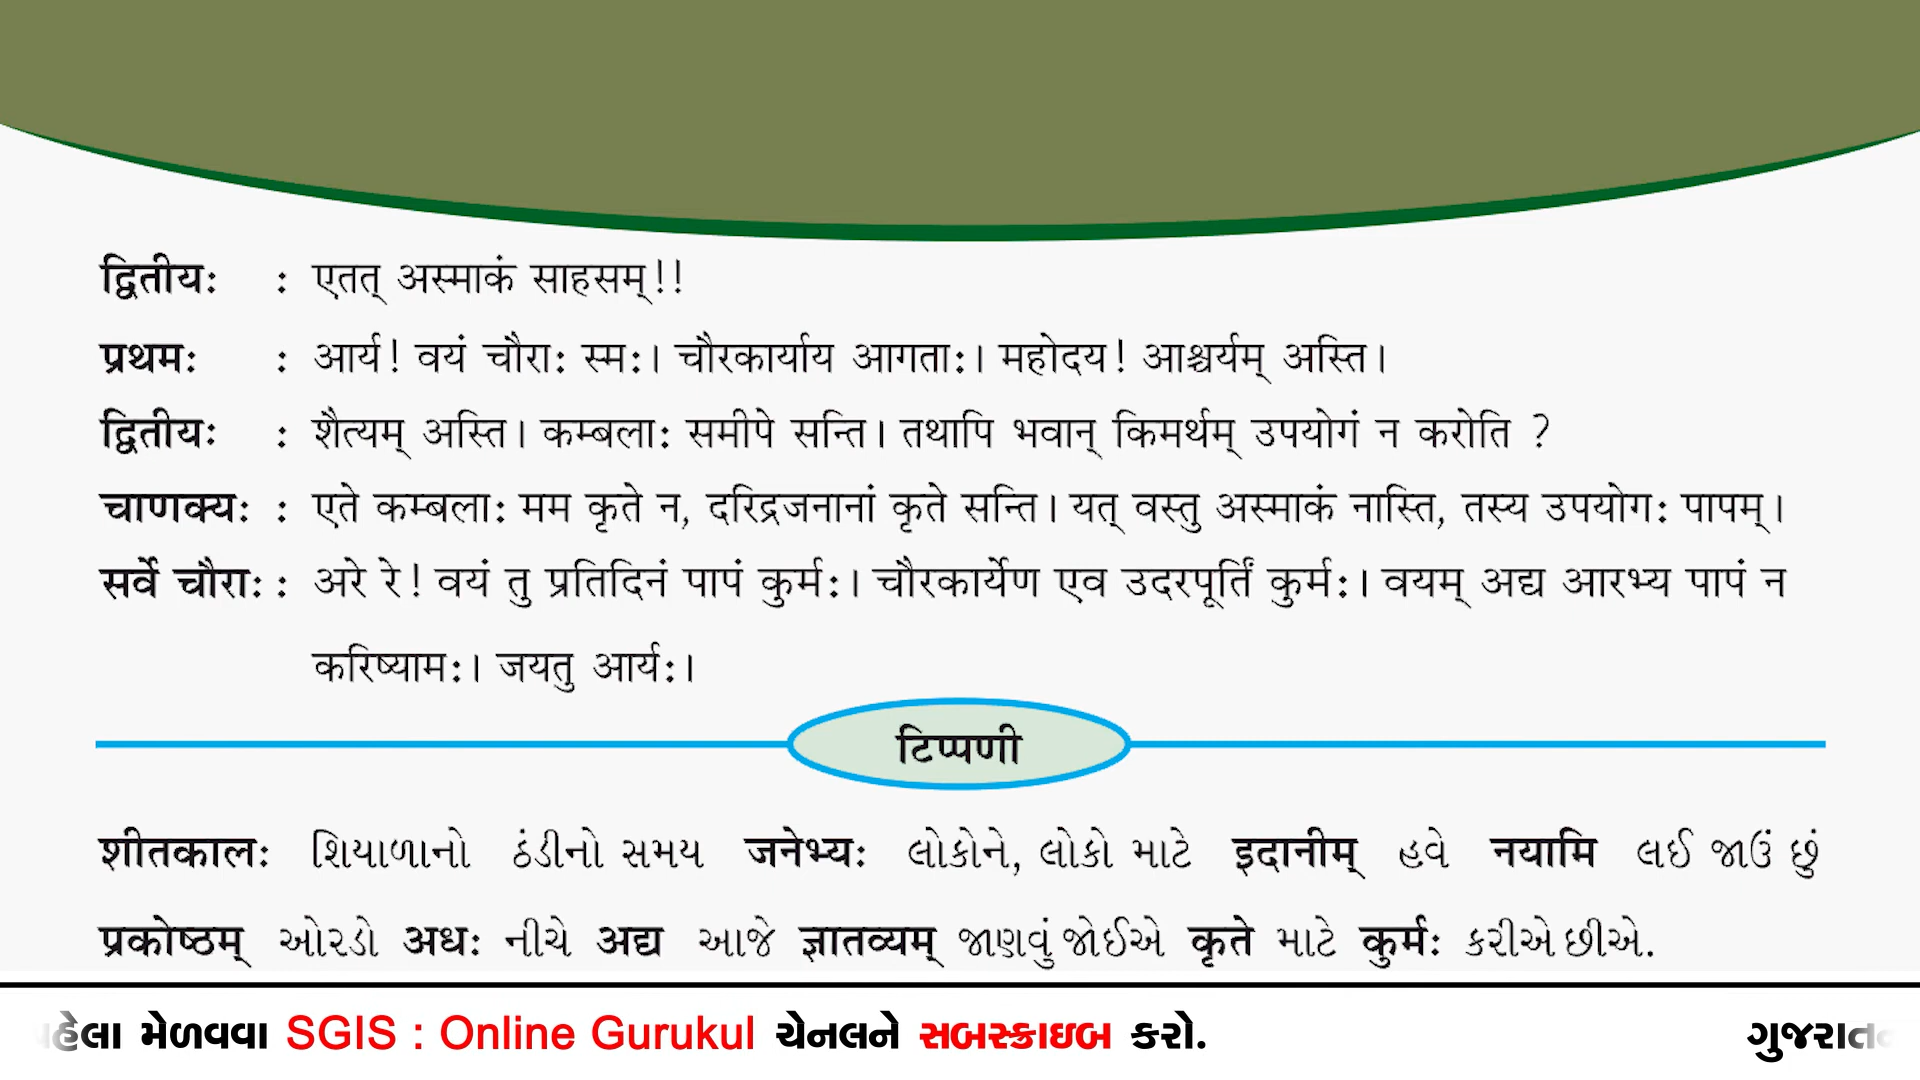 द्वितीयः : एतत् अस्माकं साहसम्!!
प्रथमः : आर्य! वयं चौराः स्मः। चौरकार्याय आगताः। महोदय! आश्चर्यम् अस्ति।
द्वितीयः : शैत्यम् अस्ति। कम्बलाः समीपे सन्ति। तथापि भवान् किमर्थम् उपयोगं न करोति ?
चाणक्यः : एते कम्बलाः मम कृते न, दरिद्रजनानां कृते सन्ति। यत् वस्तु अस्माकं नास्ति, तस्य उपयोगः पापम्।
सर्वे चौराः : अरे रे! वयं तु प्रतिदिनं पापं कुर्मः। चौरकार्येण एव उदरपूर्तिं कुर्मः। वयम् अद्य आरभ्य पापं न
करिष्यामः। जयतु आर्यः।
टिप्पणी
शीतकालः શિયાળાનો ઠંડીનો સમય जनेभ्यः લોકોને, લોકો માટે इदानीम् હવે नयामि લઈ જાઉં છું
प्रकोष्ठम् ઓરડો अधः નીચે अद्य આજે ज्ञातव्यम् જાણવું જોઈએ कृते માટે कुर्मः કરીએ છીએ.
હેલા મેળવવા SGIS : Online Gurukul ચેનલને સબસ્ક્રાઇબ કરો. ગુજરાત